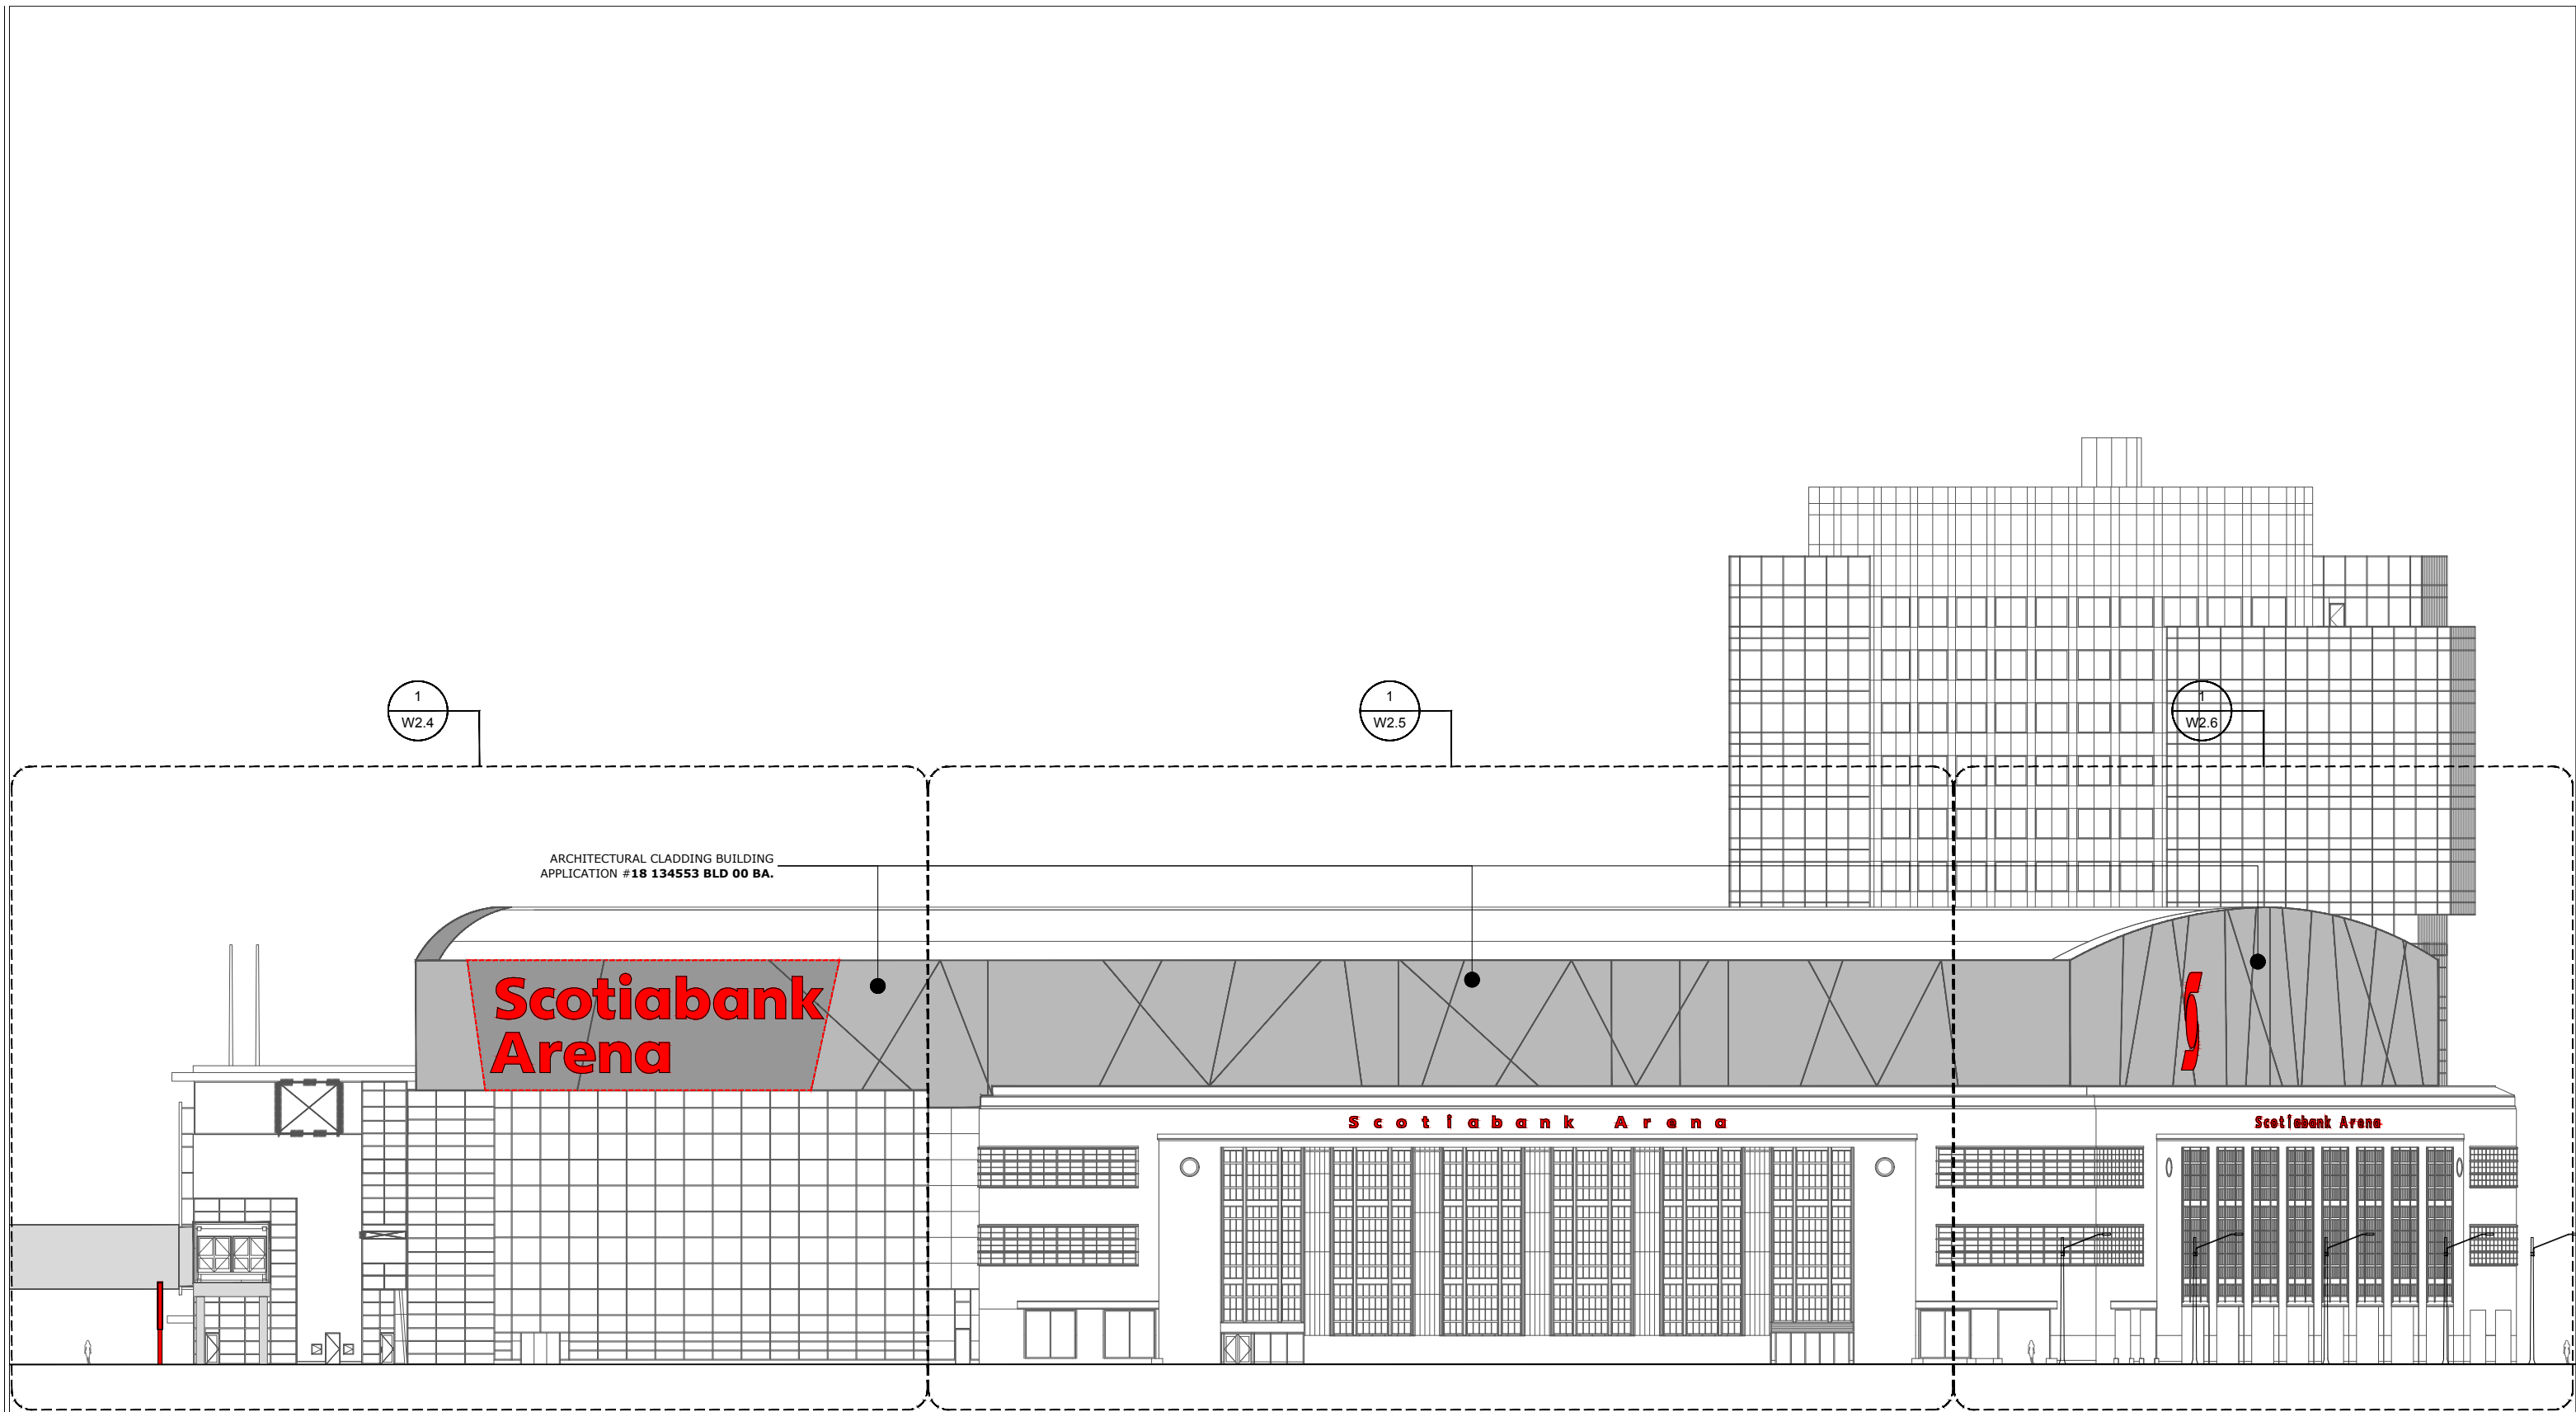 1
W2.4
1
W2.5
1
W2.6
ARCHITECTURAL CLADDING BUILDING
APPLICATION #18 134553 BLD 00 BA.
Scotiabank
Arena
Scotiabank Arena
Scotiabank Arena